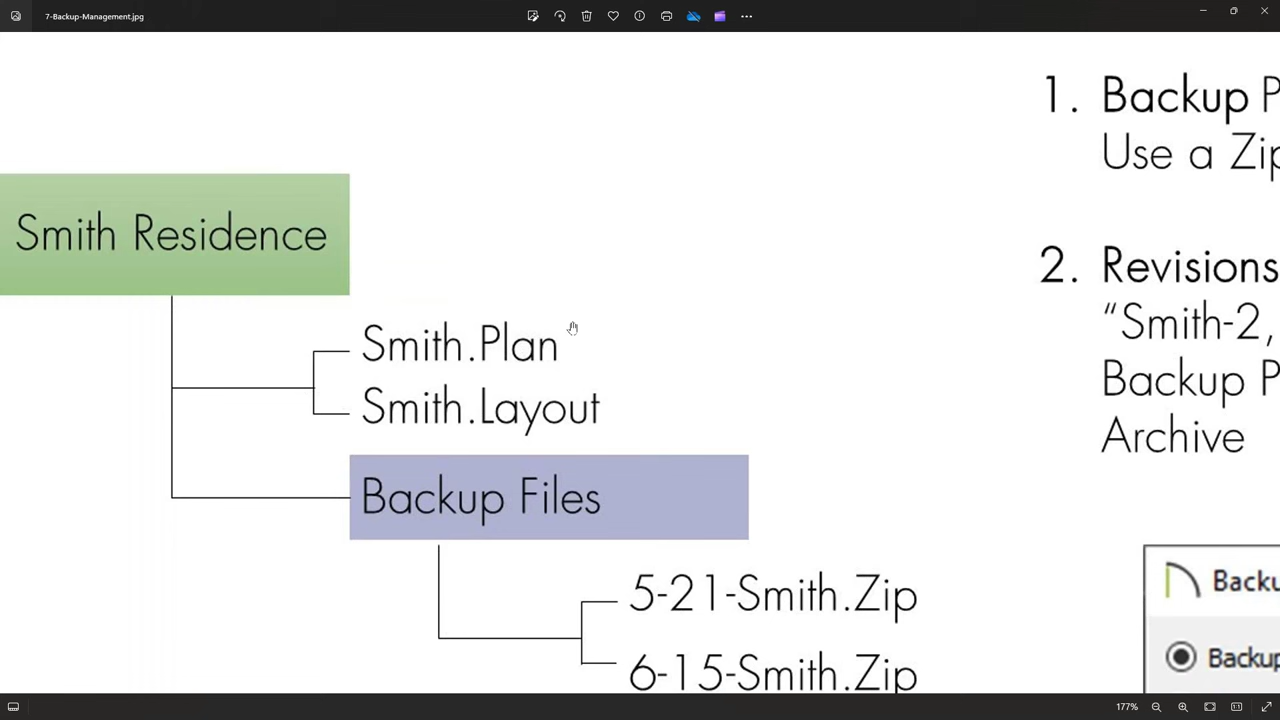 7-Backup-Management.jpg
Smith Residence
Smith.Plan
Smith.Layout
Backup Files
5-21-Smith.Zip
6-15-Smith.Zip
1. Backup P
Use a Zip
2. Revisions
“Smith-2,
Backup P
Archive
Backu
Backup
177%